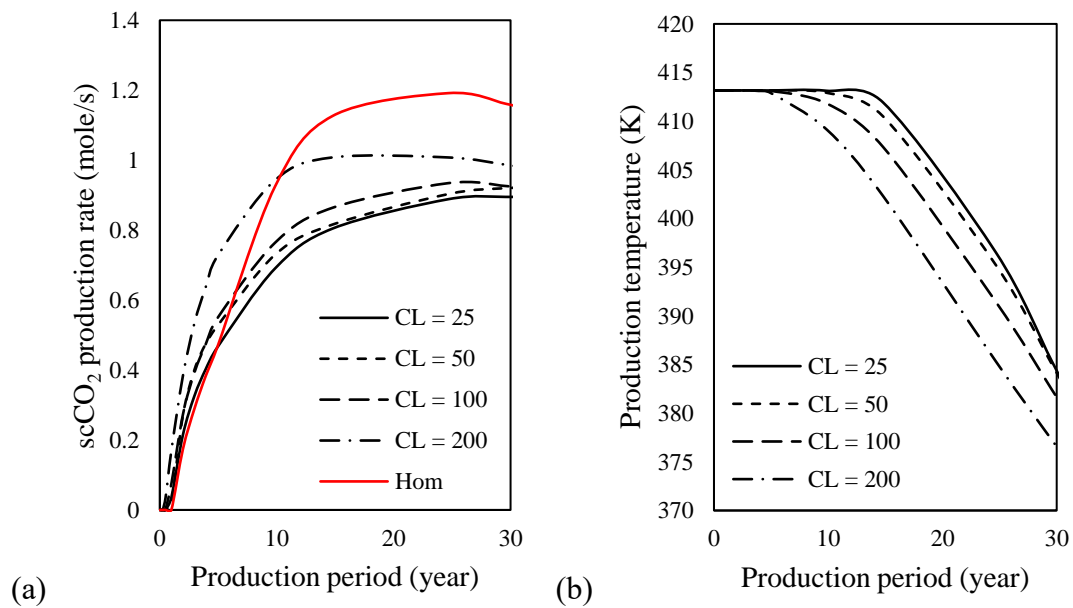 1.4
1.2
1
0.8
0.6
0.4
0.2
0
scCO₂ production rate (mole/s)
CL = 25
CL = 50
CL = 100
CL = 200
Hom
0 10 20 30
Production period (year)
(a)
420
415
410
405
400
395
390
385
380
375
370
Production temperature (K)
CL = 25
CL = 50
CL = 100
CL = 200
0 10 20 30
Production period (year)
(b)